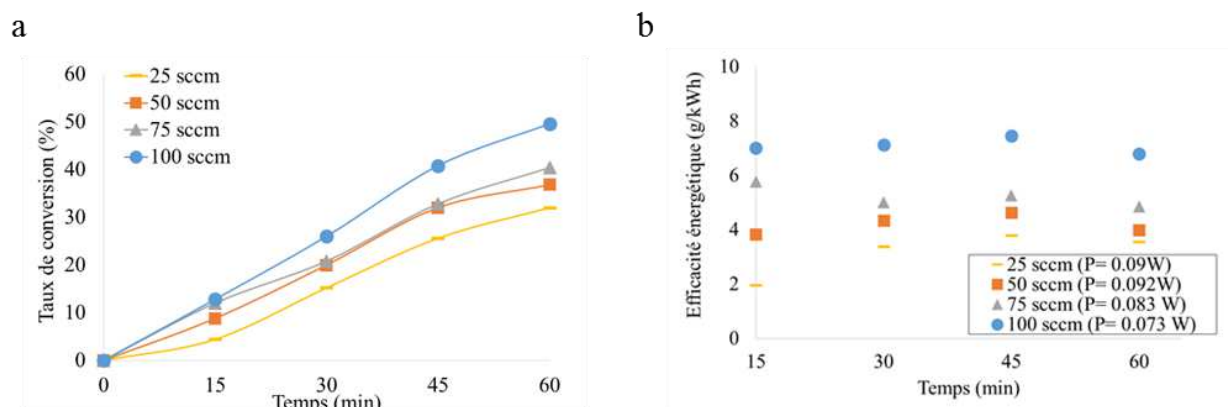 a
Taux de conversion (%)
60
50
40
30
20
10
0
25 sccm
50 sccm
75 sccm
100 sccm
0 15 30 45 60
Temps (min)
b
Efficacité énergétique (g/kWh)
10
8
6
4
2
0
25 sccm (P= 0.09W)
50 sccm (P= 0.092W)
75 sccm (P= 0.083 W)
100 sccm (P= 0.073 W)
15 30 45 60
Temps (min)